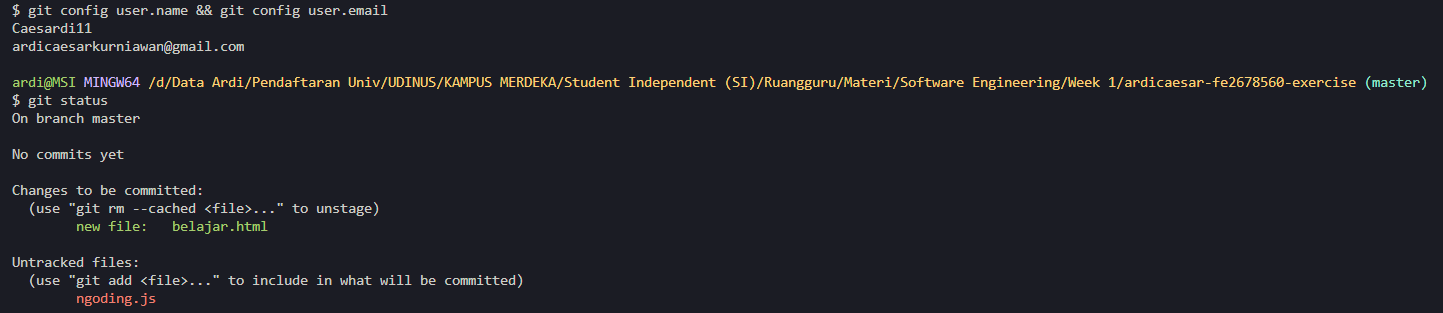 $ git config user.name && git config user.email
Caesardi11
ardicaesarkurniawan@gmail.com
ardi@MSI MINGW64 /d/Data Ardi/Pendaftaran Univ/UDINUS/KAMPUS MERDEKA/Student Independent (SI)/Ruangguru/Materi/Software Engineering/Week 1/ardicaesar-fe2678560-exercise (master)
$ git status
On branch master
No commits yet
Changes to be committed:
  (use "git rm --cached <file>..." to unstage)
        new file:   belajar.html
Untracked files:
  (use "git add <file>..." to include in what will be committed)
        ngoding.js